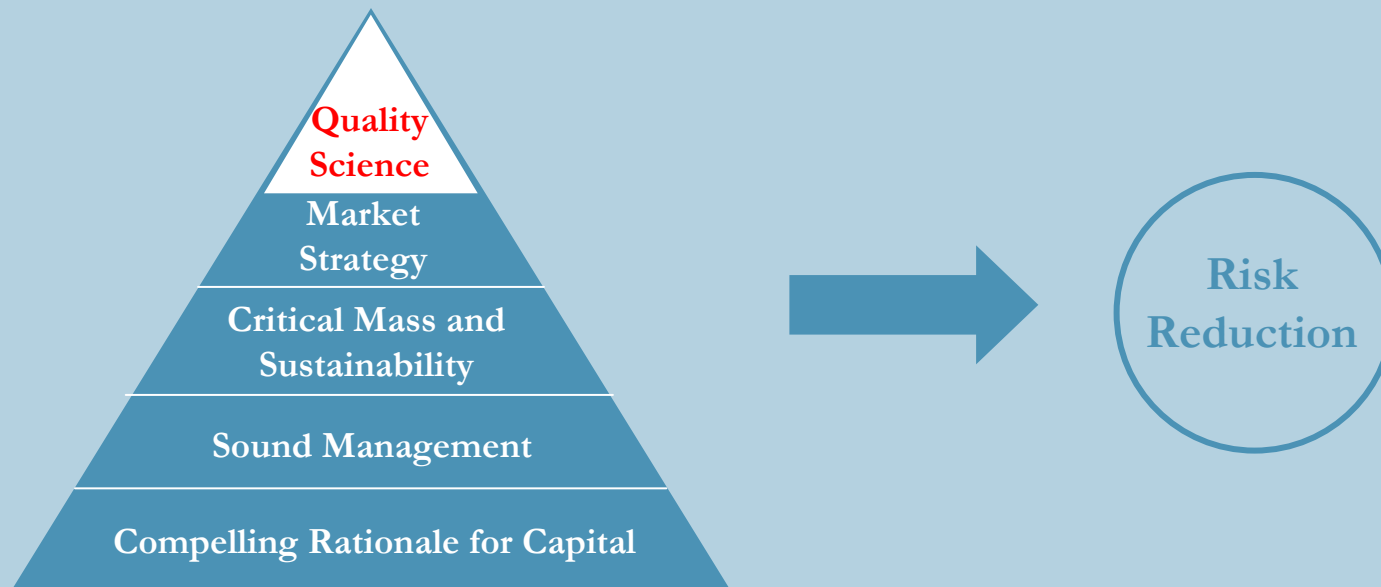 Quality
Science
Market
Strategy
Critical Mass and
Sustainability
Sound Management
Compelling Rationale for Capital
Risk
Reduction